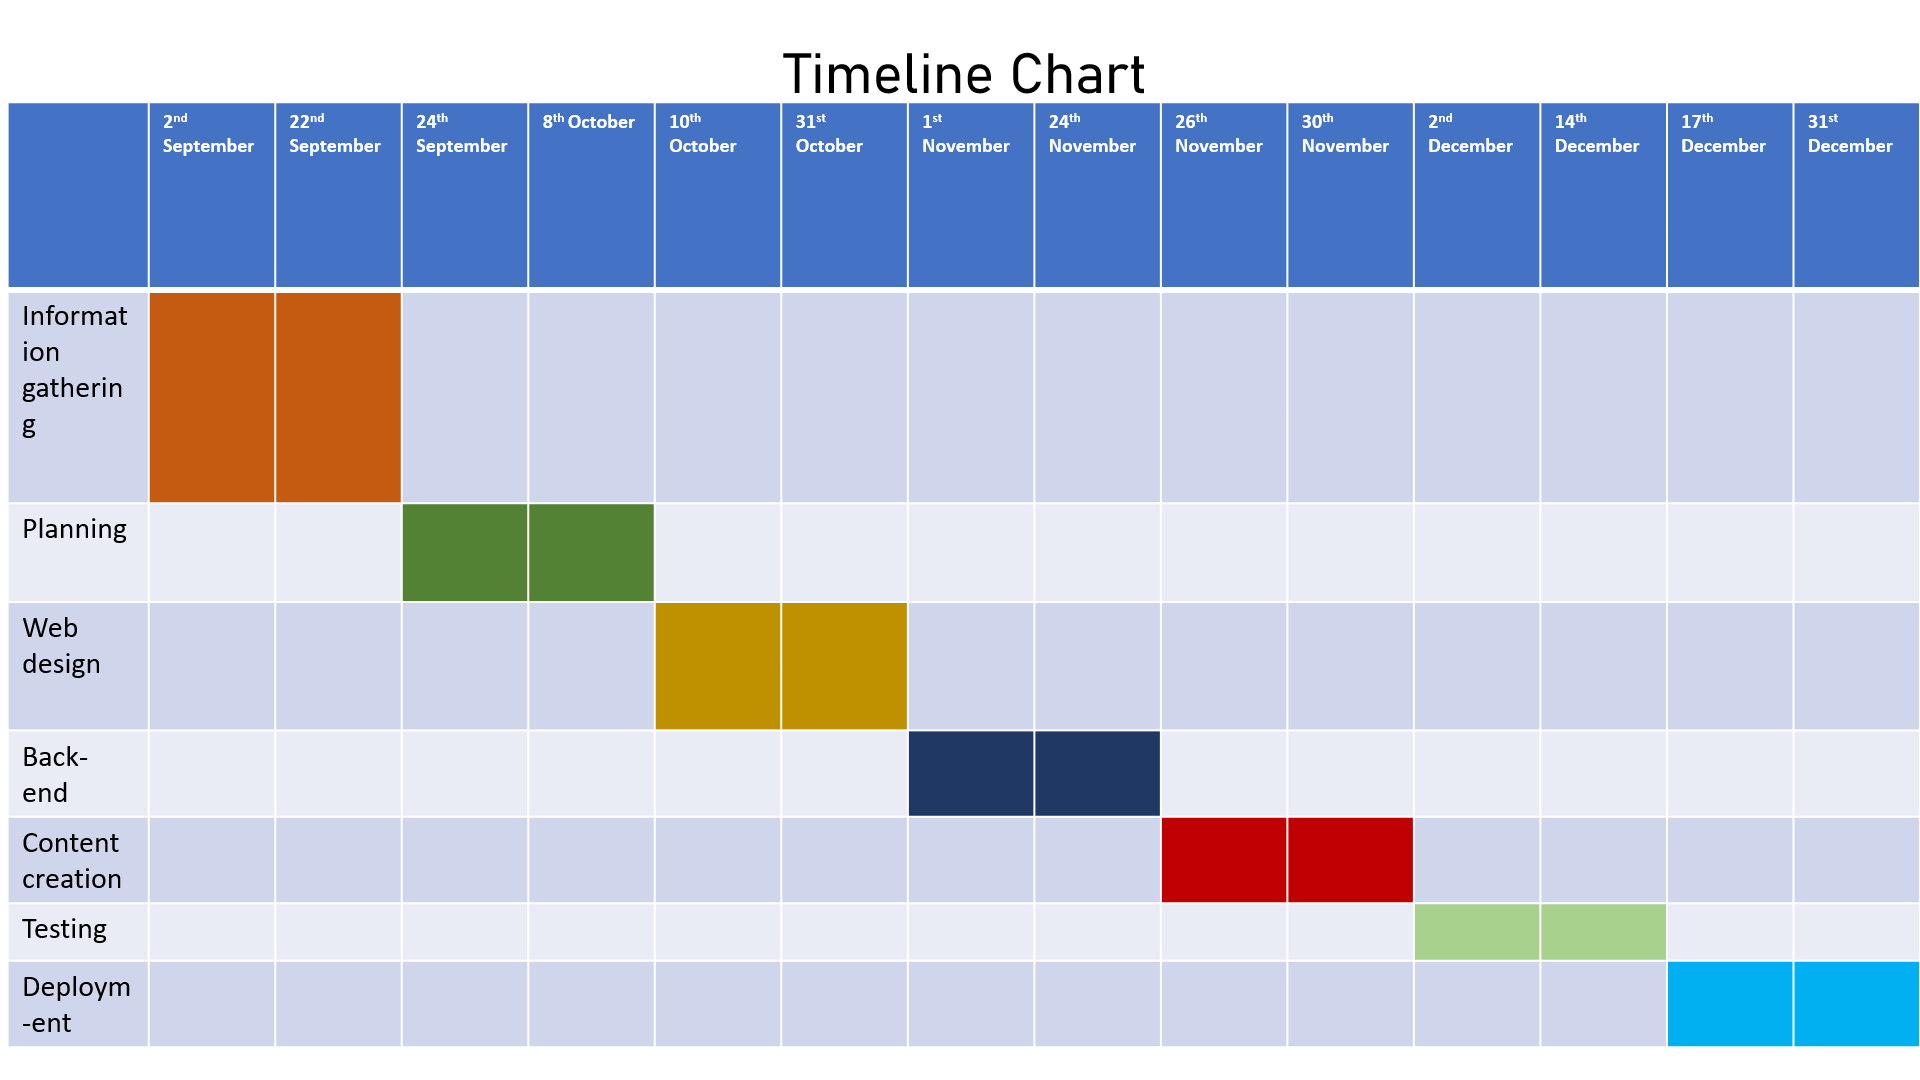 Timeline Chart
2nd September 22nd September 24th September 8th October 10th October 31st October 1st November 24th November 26th November 30th November 2nd December 14th December 17th December 31st December
Informat
ion
gatherin
g
Planning
Web
design
Back-
end
Content
creation
Testing
Deploym
-ent